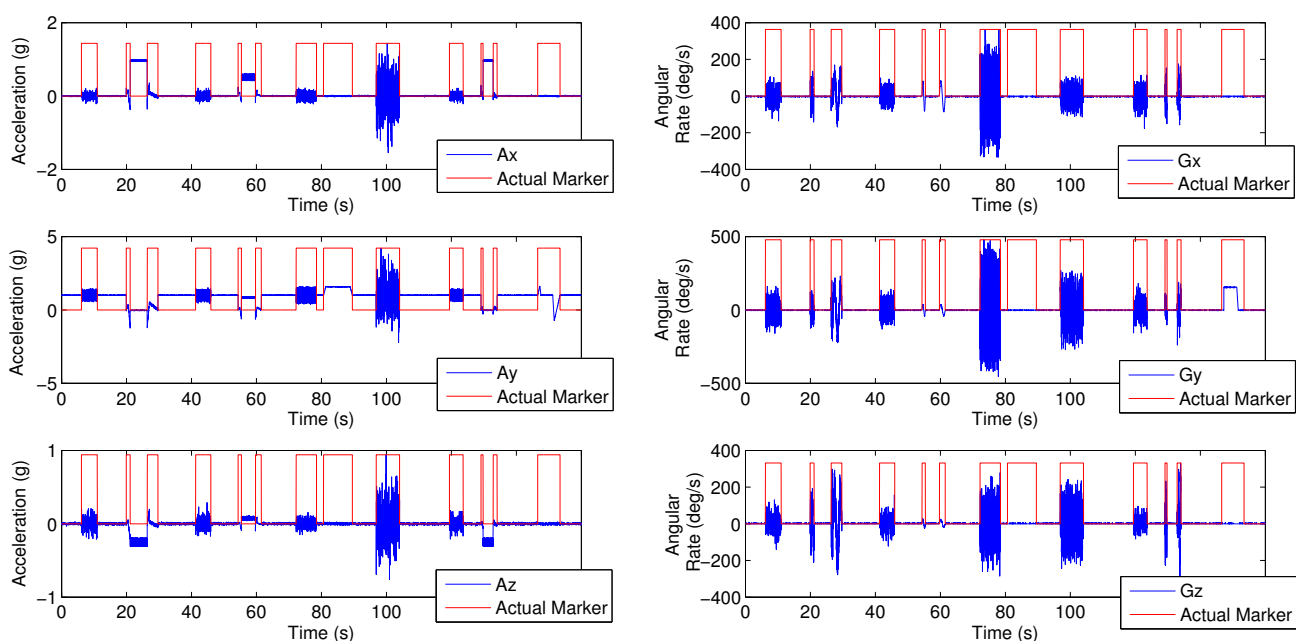 Acceleration (g)
2
0
−2
0 20 40 60 80 100
Time (s)
Ax
Actual Marker
Angular
Rate (deg/s)
400
200
0
−200
−400
0 20 40 60 80 100
Time (s)
Gx
Actual Marker
Acceleration (g)
5
0
−5
0 20 40 60 80 100
Time (s)
Ay
Actual Marker
Angular
Rate (deg/s)
500
0
−500
0 20 40 60 80 100
Time (s)
Gy
Actual Marker
Acceleration (g)
1
0
−1
0 20 40 60 80 100
Time (s)
Az
Actual Marker
Angular
Rate (deg/s)
400
200
0
−200
−400
0 20 40 60 80 100
Time (s)
Gz
Actual Marker